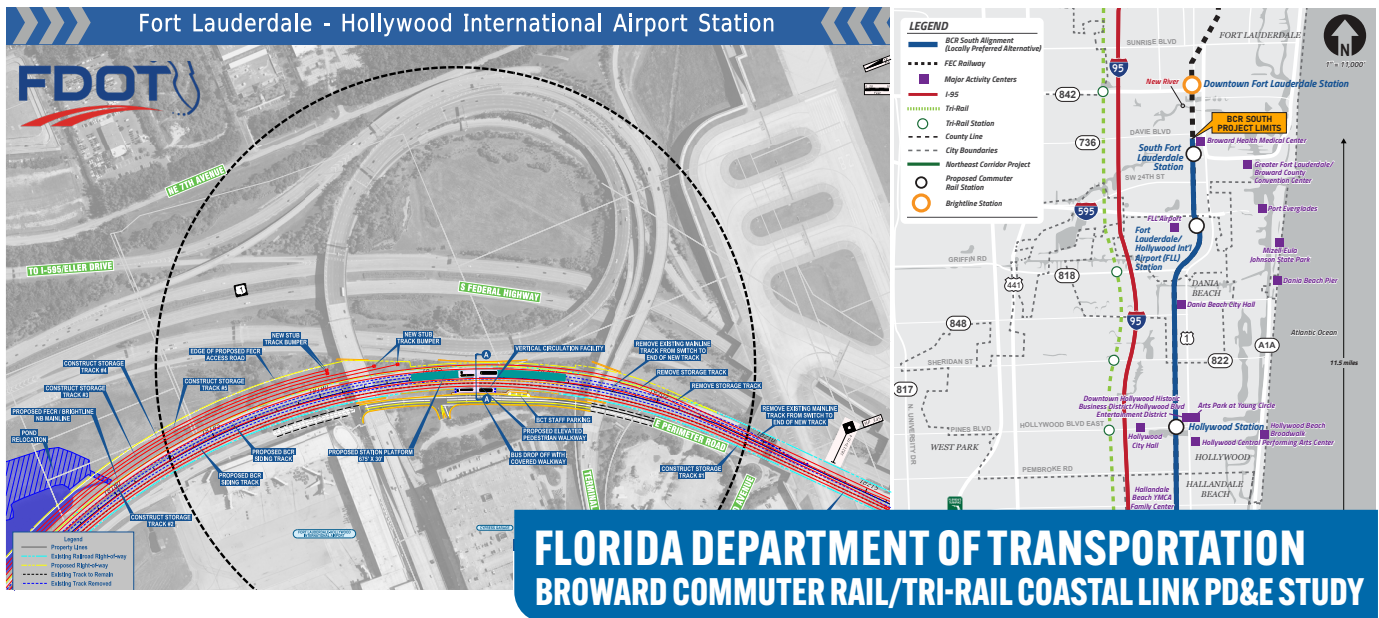 Fort Lauderdale - Hollywood International Airport Station
FDOT
NE 7TH AVENUE
TO I-595/ELLER DRIVE
1
S FEDERAL HIGHWAY
NEW STUB
TRACK BUMPER
NEW STUB
TRACK BUMPER
EDGE OF PROPOSED FECR
ACCESS ROAD
A
VERTICAL CIRCULATION FACILITY
REMOVE EXISTING MAINLINE
TRACK FROM SWITCH TO
END OF NEW TRACK
CONSTRUCT STORAGE
TRACK #4
CONSTRUCT STORAGE
TRACK #5
REMOVE STORAGE TRACK
REMOVE STORAGE TRACK
CONSTRUCT STORAGE
TRACK #3
A
PROPOSED FECR / BRIGHTLINE
NB MAINLINE
REMOVE EXISTING MAINLINE
TRACK FROM SWITCH TO
END OF NEW TRACK
BCT STAFF PARKING
POND
RELOCATION
PROPOSED ELEVATED
PEDESTRIAN WALKWAY
E PERIMETER ROAD
PROPOSED BCR
SIDING TRACK
PROPOSED STATION PLATFORM
675' X 30'
BUS DROP OFF WITH
COVERED WALKWAY
PROPOSED BCR
SIDING TRACK
CONSTRUCT STORAGE
TRACK #1
TERMINAL
AVENUE
CONSTRUCT STORAGE
TRACK #2
Legend
Property Lines
Existing Railroad Right-of-way
Proposed Right-of-way
Existing Track to Remain
Existing Track Removed
LEGEND
BCR South Alignment
(Locally Preferred Alternative)
FEC Railway
Major Activity Centers
I-95
Tri-Rail
Tri-Rail Station
County Line
City Boundaries
Northeast Corridor Project
Proposed Commuter
Rail Station
Brightline Station
N
1" = 11,000'
FORT LAUDERDALE
SUNRISE BLVD
95
New River
Downtown Fort Lauderdale Station
842
BCR SOUTH
PROJECT LIMITS
DAVIE BLVD
736
Broward Health Medical Center
South Fort
Lauderdale
Station
Greater Fort Lauderdale/
Broward County
Convention Center
SW 24TH ST
595
Port Everglades
FLL Airport
Fort
Lauderdale/
Hollywood Int'l
Airport (FLL)
Station
Mizell-Eula
Johnson State Park
GRIFFIN RD
818
441
DANIA
BEACH
Dania Beach Pier
Dania Beach City Hall
848
95
1
Atlantic Ocean
A1A
SHERIDAN ST
822
11.5 miles
817
N. UNIVERSITY DR
Downtown Hollywood Historic
Business District/Hollywood Blvd
Entertainment District
Arts Park at Young Circle
PINES BLVD
HOLLYWOOD BLVD EAST
Hollywood Station
Hollywood Beach
Broadwalk
Hollywood
City Hall
Hollywood Central Performing Arts Center
WEST PARK
HOLLYWOOD
PEMBROKE RD
HALLANDALE
BEACH
Hallandale
Beach YMCA
Family Center
FLORIDA DEPARTMENT OF TRANSPORTATION
BROWARD COMMUTER RAIL/TRI-RAIL COASTAL LINK PD&E STUDY